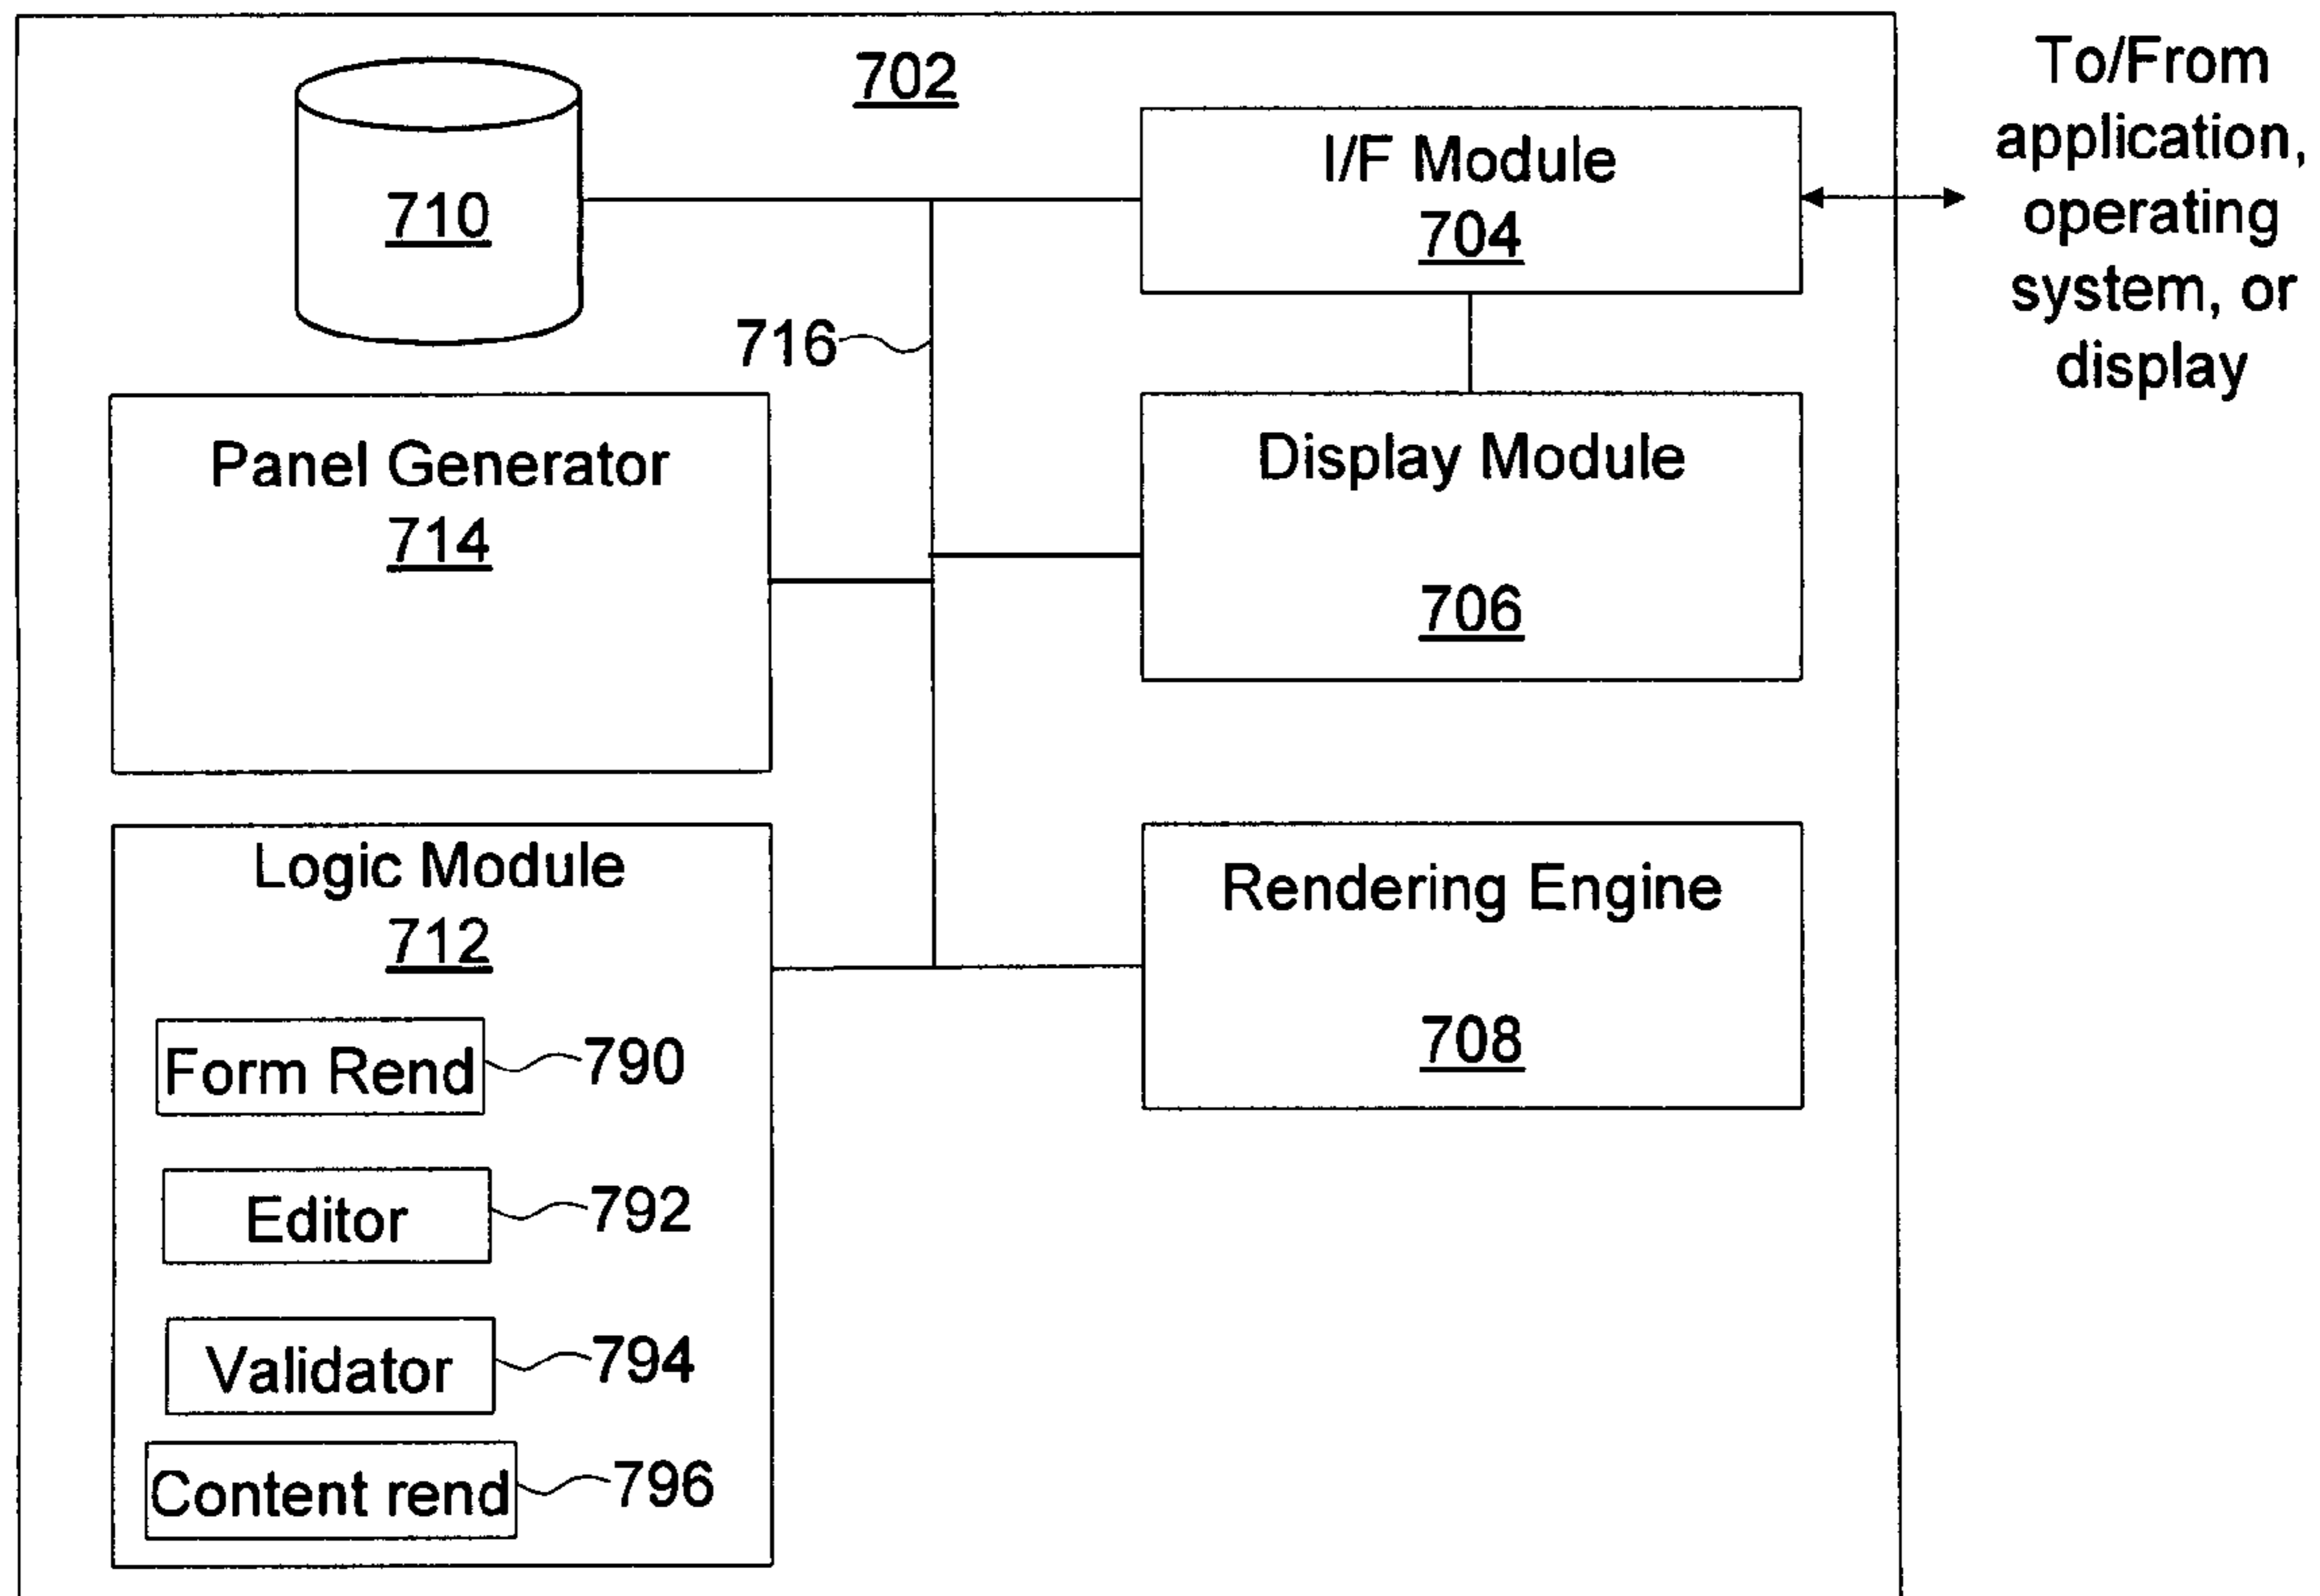 702
710
I/F Module
704
To/From
application,
operating
system, or
display
716
Panel Generator
714
Display Module
706
Logic Module
712
Form Rend
790
Editor
792
Validator
794
Content rend
796
Rendering Engine
708